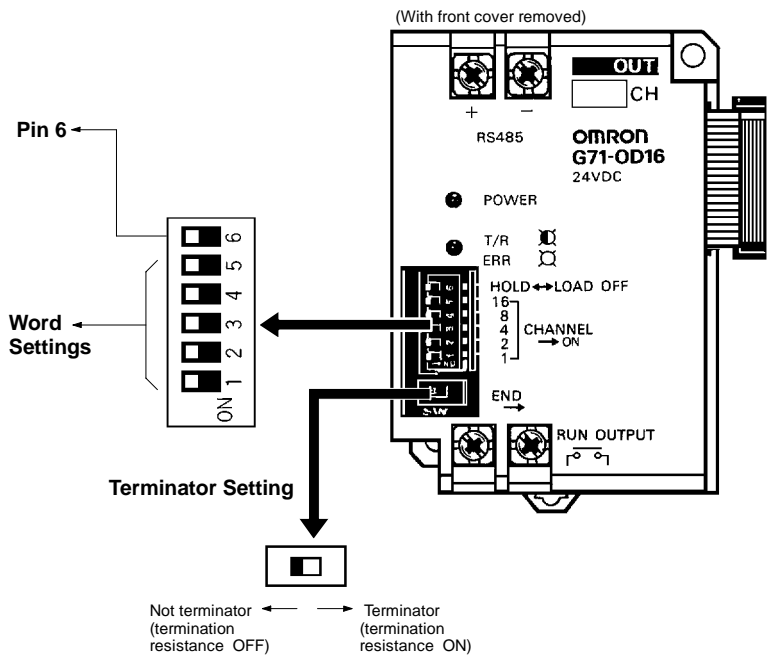 (With front cover removed)
OUT
CH
+ −
RS485
OMRON
G71-OD16
24VDC
POWER
T/R
ERR
HOLD↔LOAD OFF
16
8
4 CHANNEL
2 → ON
1
END
→
SW
RUN OUTPUT
Pin 6
6
5
4
3
2
1
ON
Word
Settings
Terminator Setting
Not terminator
(termination
resistance OFF)
Terminator
(termination
resistance ON)